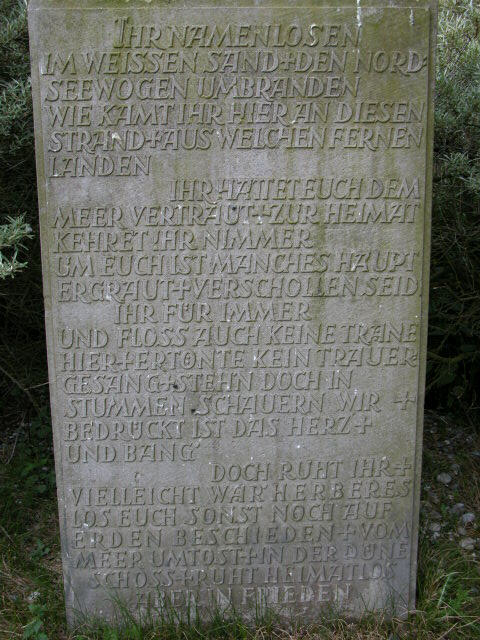 IHR NAMENLOSEN
IM WEISSEN SAND + DEN NORD-
SEEWOGEN UMBRANDEN
WIE KAMT IHR HIER AN DIESEN
STRAND + AUS WELCHEN FERNEN
LANDEN
IHR HATTET EUCH DEM
MEER VERTRAUT + ZUR HEIMAT
KEHRET IHR NIMMER
UM EUCH IST MANCHES HAUPT
ERGRAUT + VERSCHOLLEN SEID
IHR FÜR IMMER
UND FLOSS AUCH KEINE TRÄNE
HIER + ERTÖNTE KEIN TRAUER-
GESANG + STEHN DOCH IN
STUMMEN SCHAUERN WIR +
BEDRÜCKT IST DAS HERZ +
UND BANG
DOCH RUHT IHR +
VIELLEICHT WAR HERBERES
LOS EUCH SONST NOCH AUF
ERDEN BESCHIEDEN + VOM
MEER UMTOST + IN DER DÜNE
SCHOSS + RUHT HEIMATLOS
ABER IN FRIEDEN